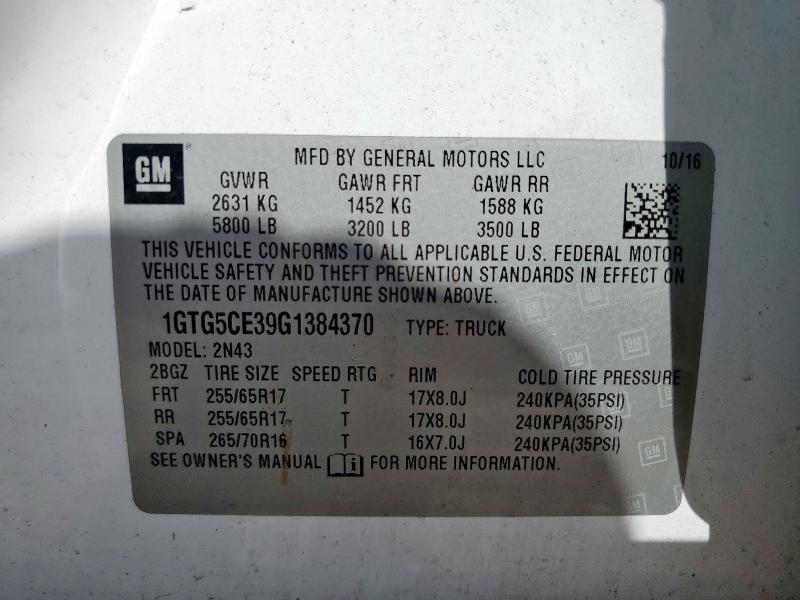 GM
MFD BY GENERAL MOTORS LLC 10/16
GVWR GAWR FRT GAWR RR
2631 KG 1452 KG 1588 KG
5800 LB 3200 LB 3500 LB
THIS VEHICLE CONFORMS TO ALL APPLICABLE U.S. FEDERAL MOTOR
VEHICLE SAFETY AND THEFT PREVENTION STANDARDS IN EFFECT ON
THE DATE OF MANUFACTURE SHOWN ABOVE.
1GTG5CE39G1384370 TYPE: TRUCK
MODEL: 2N43
2BGZ TIRE SIZE SPEED RTG RIM COLD TIRE PRESSURE
FRT 255/65R17 T 17X8.0J 240KPA(35PSI)
RR 255/65R17 T 17X8.0J 240KPA(35PSI)
SPA 265/70R16 T 16X7.0J 240KPA(35PSI)
SEE OWNER'S MANUAL FOR MORE INFORMATION.